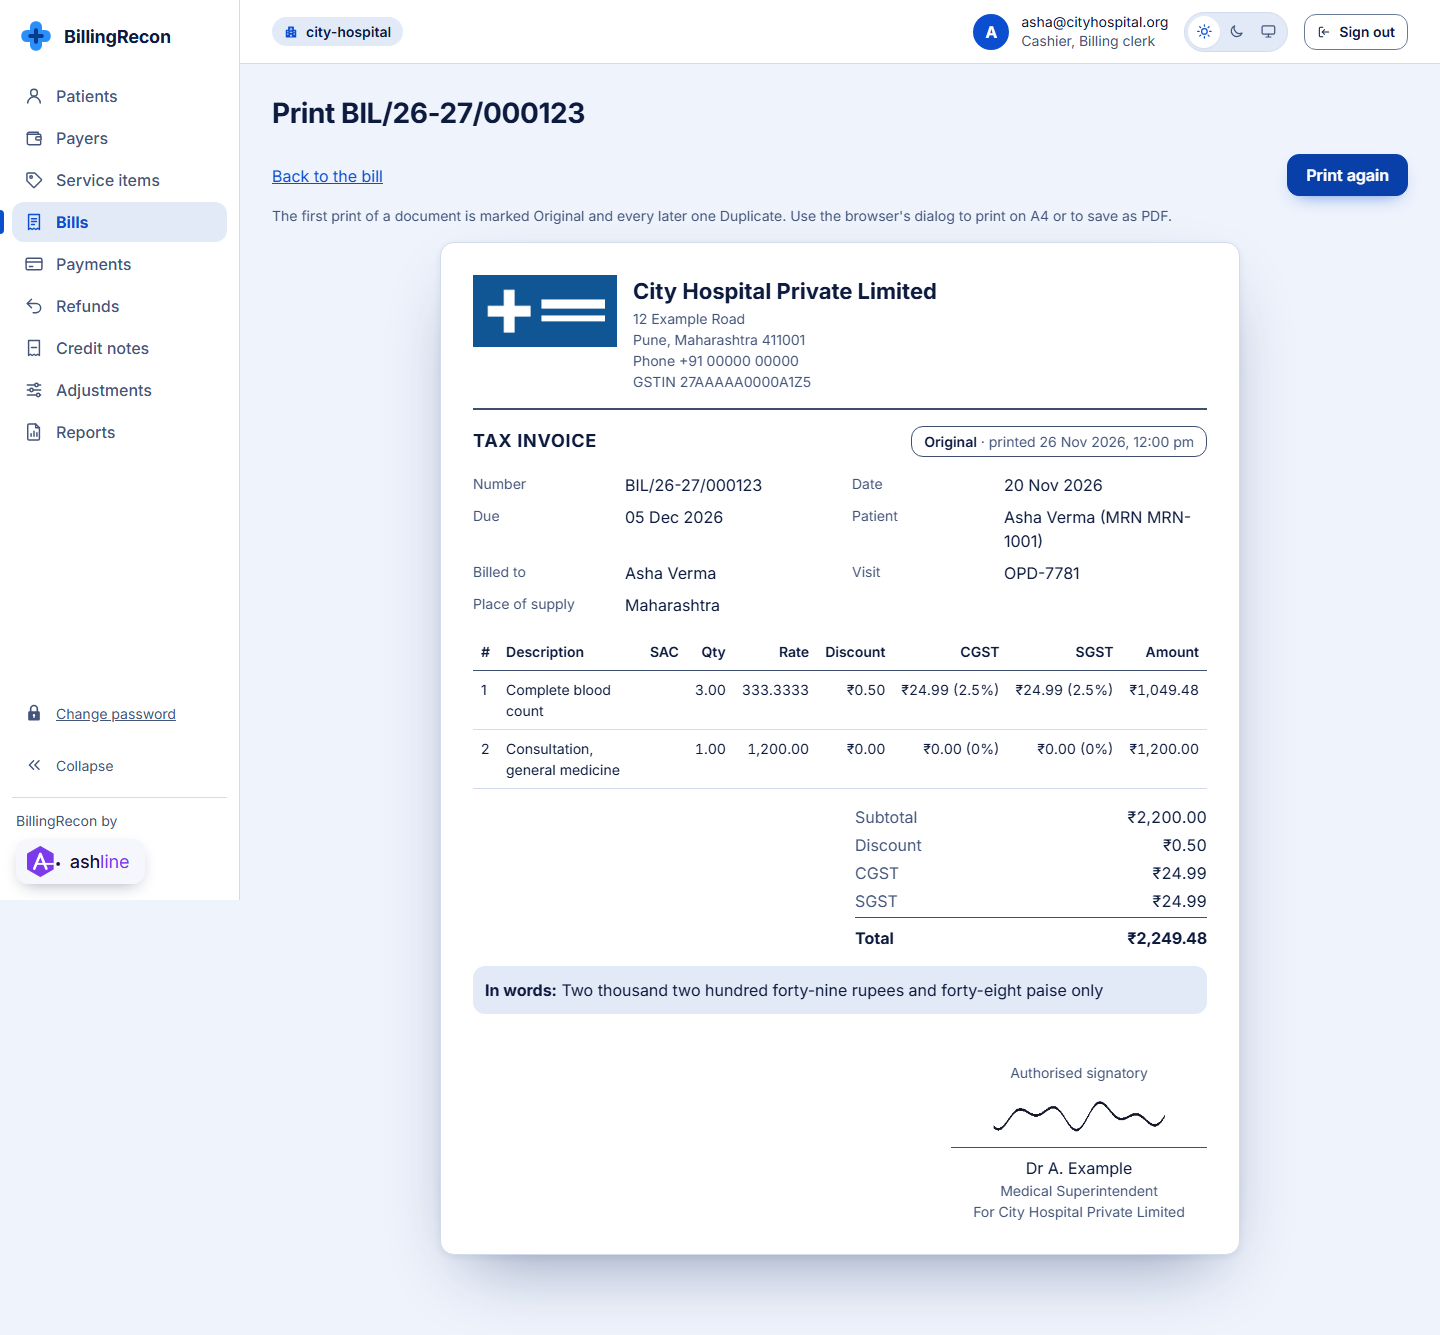 BillingRecon
Patients
Payers
Service items
Bills
Payments
Refunds
Credit notes
Adjustments
Reports
Change password
Collapse
BillingRecon by
A ashline
city-hospital
A
asha@cityhospital.org
Cashier, Billing clerk
Sign out
Print BIL/26-27/000123
Back to the bill
Print again
The first print of a document is marked Original and every later one Duplicate. Use the browser's dialog to print on A4 or to save as PDF.
City Hospital Private Limited
12 Example Road
Pune, Maharashtra 411001
Phone +91 00000 00000
GSTIN 27AAAAA0000A1Z5
TAX INVOICE
Original · printed 26 Nov 2026, 12:00 pm
Number BIL/26-27/000123 Date 20 Nov 2026
Due 05 Dec 2026 Patient Asha Verma (MRN MRN-
1001)
Billed to Asha Verma Visit OPD-7781
Place of supply Maharashtra
# Description SAC Qty Rate Discount CGST SGST Amount
1 Complete blood 3.00 333.3333 ₹0.50 ₹24.99 (2.5%) ₹24.99 (2.5%) ₹1,049.48
count
2 Consultation, 1.00 1,200.00 ₹0.00 ₹0.00 (0%) ₹0.00 (0%) ₹1,200.00
general medicine
Subtotal ₹2,200.00
Discount ₹0.50
CGST ₹24.99
SGST ₹24.99
Total ₹2,249.48
In words: Two thousand two hundred forty-nine rupees and forty-eight paise only
Authorised signatory
Dr A. Example
Medical Superintendent
For City Hospital Private Limited